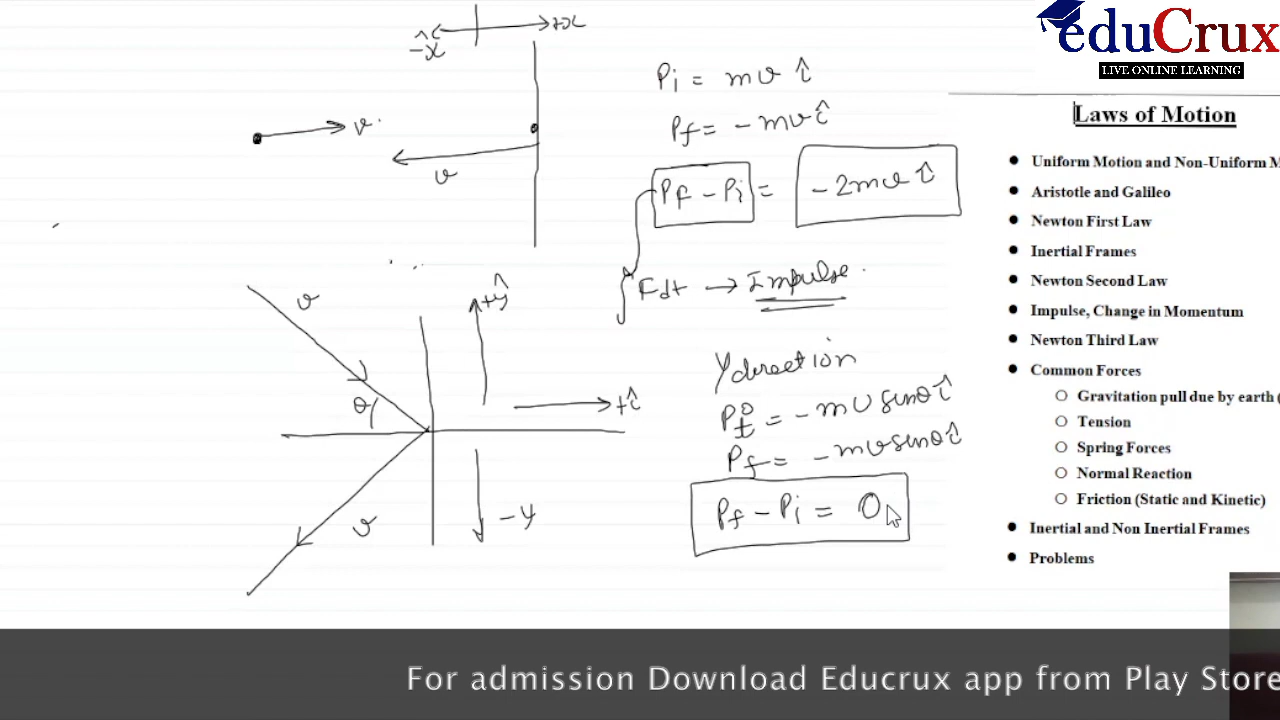 +x
-x̂
v
v
Pi = mv î
Pf = - mv î
Pf - Pi = - 2mv î
∫ Fdt → Impulse
v
θ
v
+ŷ
+î
-y
Y direction
Pi = - mv sinθ î
Pf = - mv sinθ î
Pf - Pi = 0
eduCrux
LIVE ONLINE LEARNING
Laws of Motion
● Uniform Motion and Non-Uniform M
● Aristotle and Galileo
● Newton First Law
● Inertial Frames
● Newton Second Law
● Impulse, Change in Momentum
● Newton Third Law
● Common Forces
○ Gravitation pull due by earth (
○ Tension
○ Spring Forces
○ Normal Reaction
○ Friction (Static and Kinetic)
● Inertial and Non Inertial Frames
● Problems
For admission Download Educrux app from Play Store